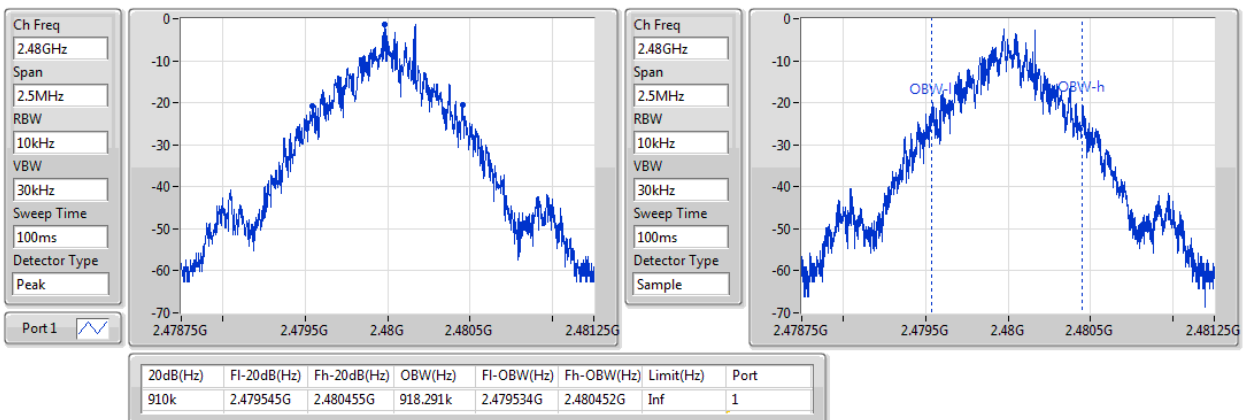 Ch Freq
2.48GHz
Span
2.5MHz
RBW
10kHz
VBW
30kHz
Sweep Time
100ms
Detector Type
Peak
Port 1
0
-10
-20
-30
-40
-50
-60
-70
2.47875G 2.4795G 2.48G 2.4805G 2.48125G
Ch Freq
2.48GHz
Span
2.5MHz
RBW
10kHz
VBW
30kHz
Sweep Time
100ms
Detector Type
Sample
0
-10
-20
-30
-40
-50
-60
-70
OBW-l OBW-h
2.47875G 2.4795G 2.48G 2.4805G 2.48125G
20dB(Hz) Fl-20dB(Hz) Fh-20dB(Hz) OBW(Hz) Fl-OBW(Hz) Fh-OBW(Hz) Limit(Hz) Port
910k 2.479545G 2.480455G 918.291k 2.479534G 2.480452G Inf 1